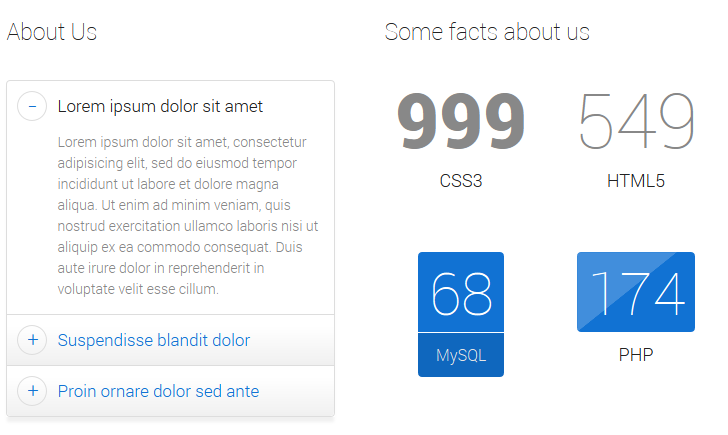 About Us
Some facts about us
−
Lorem ipsum dolor sit amet
Lorem ipsum dolor sit amet, consectetur
adipisicing elit, sed do eiusmod tempor
incididunt ut labore et dolore magna
aliqua. Ut enim ad minim veniam, quis
nostrud exercitation ullamco laboris nisi ut
aliquip ex ea commodo consequat. Duis
aute irure dolor in reprehenderit in
voluptate velit esse cillum.
+ Suspendisse blandit dolor
+ Proin ornare dolor sed ante
999
CSS3
549
HTML5
68
MySQL
174
PHP